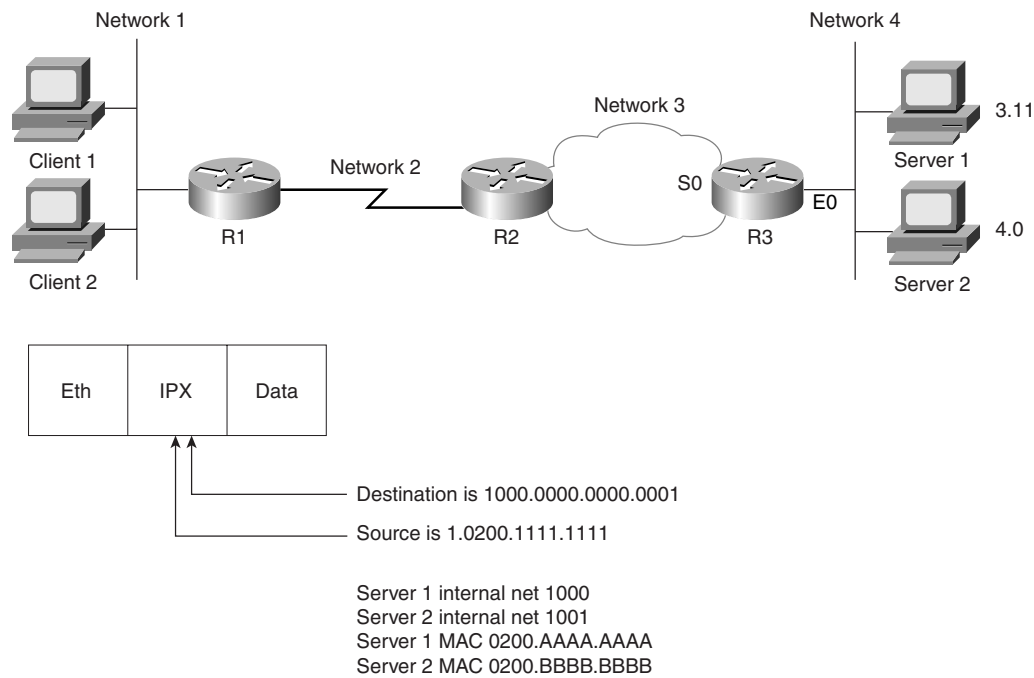 Network 1
Network 4
Network 3
3.11
Client 1
Server 1
Network 2
S0
E0
R1
R2
R3
4.0
Client 2
Server 2
Eth
IPX
Data
Destination is 1000.0000.0000.0001
Source is 1.0200.1111.1111
Server 1 internal net 1000
Server 2 internal net 1001
Server 1 MAC 0200.AAAA.AAAA
Server 2 MAC 0200.BBBB.BBBB